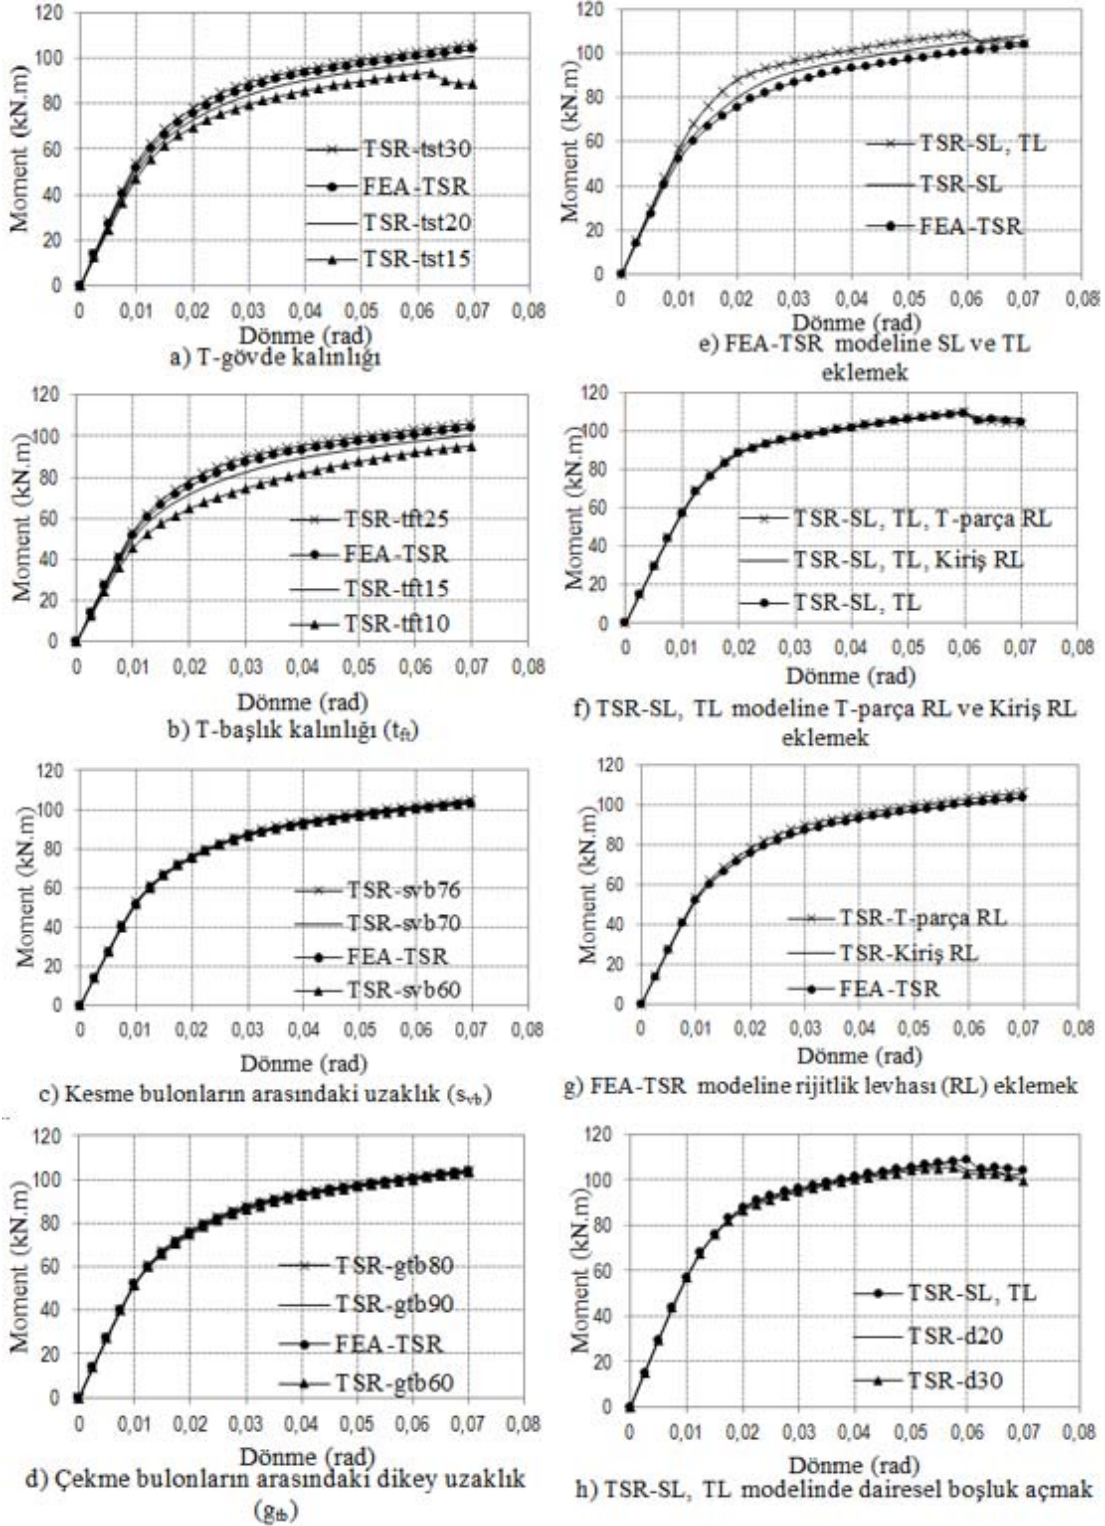 120
100
80
60
40
20
0
Moment (kN.m)
TSR-tst30
FEA-TSR
TSR-tst20
TSR-tst15
0 0,01 0,02 0,03 0,04 0,05 0,06 0,07 0,08
Dönme (rad)
a) T-gövde kalınlığı
120
100
80
60
40
20
0
Moment (kN.m)
TSR-tft25
FEA-TSR
TSR-tft15
TSR-tft10
0 0,01 0,02 0,03 0,04 0,05 0,06 0,07 0,08
Dönme (rad)
b) T-başlık kalınlığı (tft)
120
100
80
60
40
20
0
Moment (kN.m)
TSR-svb76
TSR-svb70
FEA-TSR
TSR-svb60
0 0,01 0,02 0,03 0,04 0,05 0,06 0,07 0,08
Dönme (rad)
c) Kesme bulonların arasındaki uzaklık (svb)
120
100
80
60
40
20
0
Moment (kN.m)
TSR-gtb80
TSR-gtb90
FEA-TSR
TSR-gtb60
0 0,01 0,02 0,03 0,04 0,05 0,06 0,07 0,08
Dönme (rad)
d) Çekme bulonların arasındaki dikey uzaklık
(gtb)
120
100
80
60
40
20
0
Moment (kN.m)
TSR-SL, TL
TSR-SL
FEA-TSR
0 0,01 0,02 0,03 0,04 0,05 0,06 0,07 0,08
Dönme (rad)
e) FEA-TSR modeline SL ve TL
eklemek
120
100
80
60
40
20
0
Moment (kN.m)
TSR-SL, TL, T-parça RL
TSR-SL, TL, Kiriş RL
TSR-SL, TL
0 0,01 0,02 0,03 0,04 0,05 0,06 0,07 0,08
Dönme (rad)
f) TSR-SL, TL modeline T-parça RL ve Kiriş RL
eklemek
120
100
80
60
40
20
0
Moment (kN.m)
TSR-T-parça RL
TSR-Kiriş RL
FEA-TSR
0 0,01 0,02 0,03 0,04 0,05 0,06 0,07 0,08
Dönme (rad)
g) FEA-TSR modeline rijitlik levhası (RL) eklemek
120
100
80
60
40
20
0
Moment (kN.m)
TSR-SL, TL
TSR-d20
TSR-d30
0 0,01 0,02 0,03 0,04 0,05 0,06 0,07 0,08
Dönme (rad)
h) TSR-SL, TL modelinde dairesel boşluk açmak